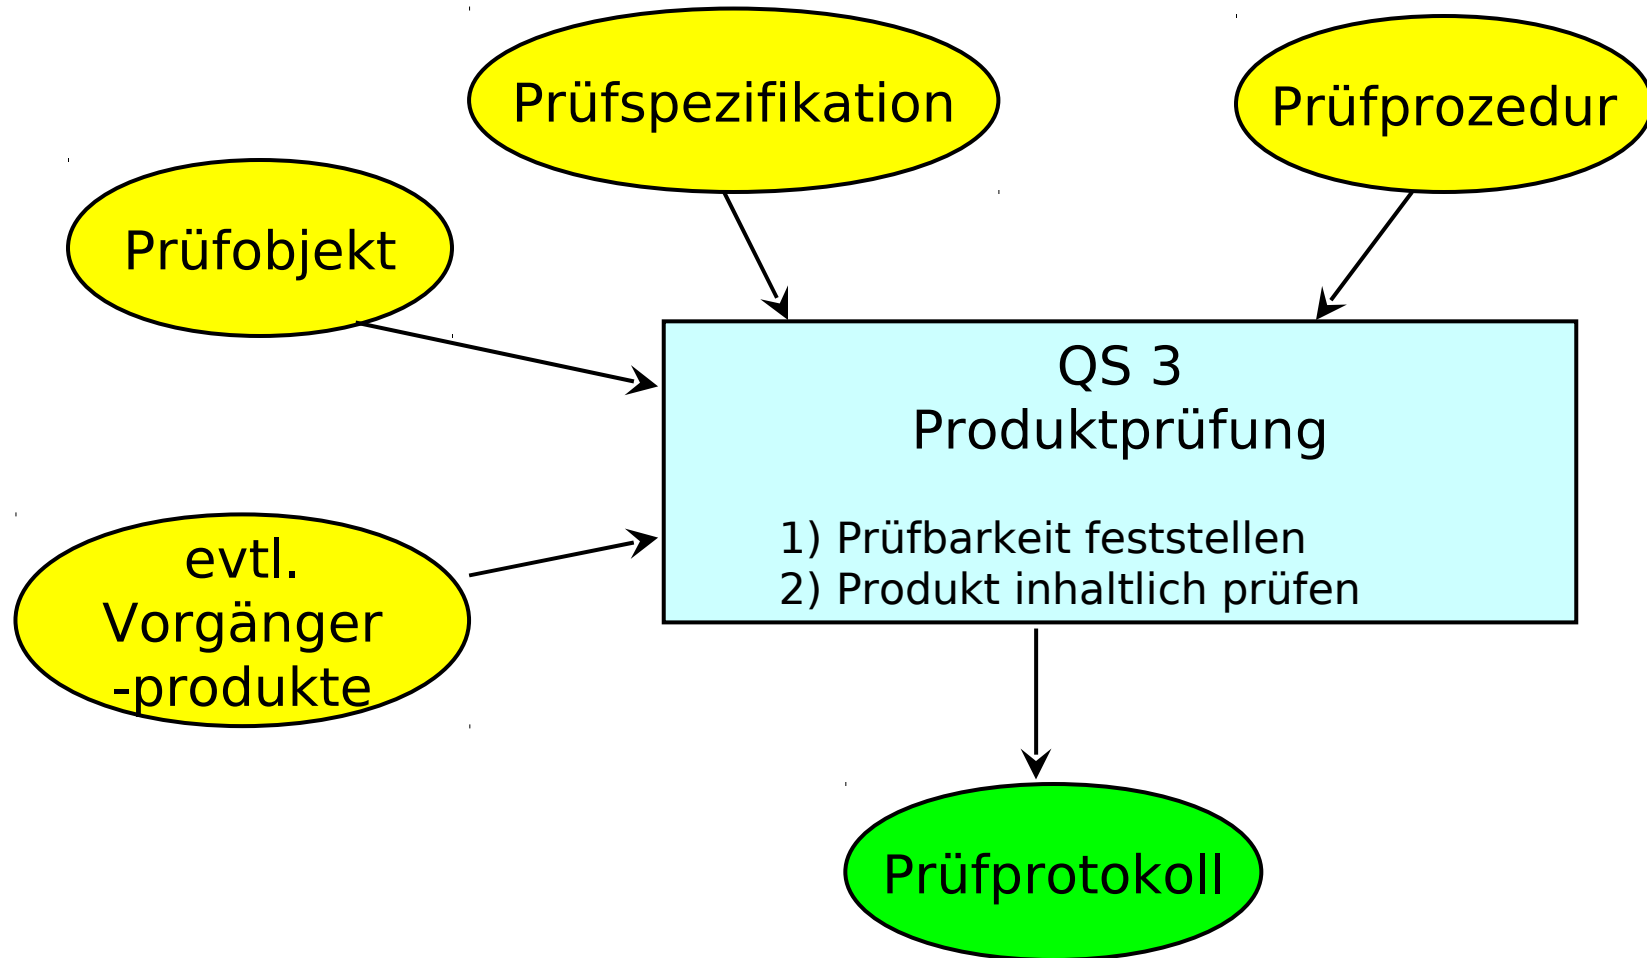 Prüfspezifikation
Prüfprozedur
Prüfobjekt
QS 3
Produktprüfung
1) Prüfbarkeit feststellen
2) Produkt inhaltlich prüfen
evtl.
Vorgänger
-produkte
Prüfprotokoll